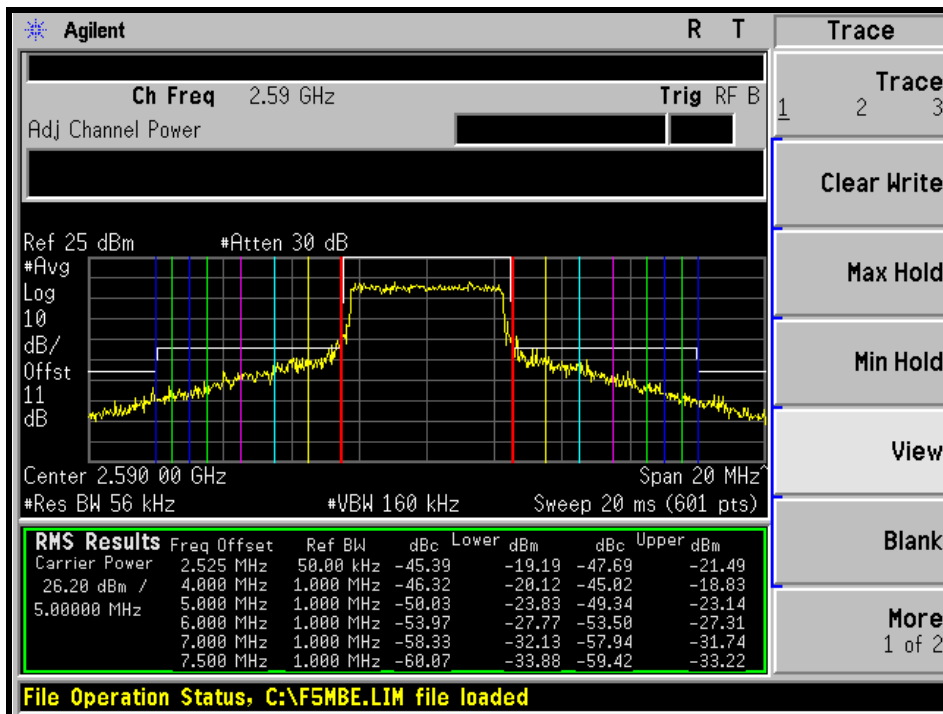 Agilent R T Trace
Ch Freq 2.59 GHz Trig RF B
Trace
1 2 3
Adj Channel Power
Clear Write
Ref 25 dBm #Atten 30 dB
#Avg
Log
10
dB/
Offst
11
dB
Max Hold
Min Hold
View
Center 2.590 00 GHz Span 20 MHz^
#Res BW 56 kHz #VBW 160 kHz Sweep 20 ms (601 pts)
RMS Results Freq Offset Ref BW dBc Lower dBm dBc Upper dBm
Carrier Power 2.525 MHz 50.00 kHz -45.39 -19.19 -47.69 -21.49
26.20 dBm / 4.000 MHz 1.000 MHz -46.32 -20.12 -45.02 -18.83
5.00000 MHz 5.000 MHz 1.000 MHz -50.03 -23.83 -49.34 -23.14
6.000 MHz 1.000 MHz -53.97 -27.77 -53.50 -27.31
7.000 MHz 1.000 MHz -58.33 -32.13 -57.94 -31.74
7.500 MHz 1.000 MHz -60.07 -33.88 -59.42 -33.22
Blank
More
1 of 2
File Operation Status, C:\F5MBE.LIM file loaded